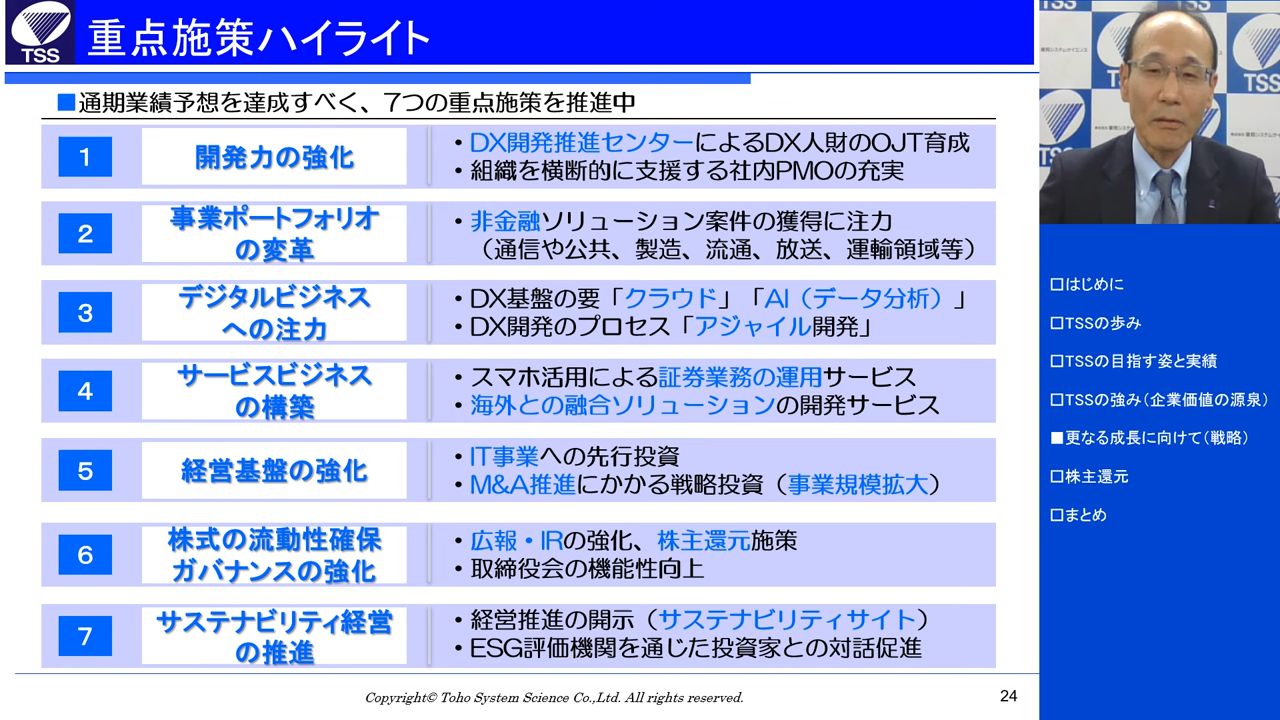 TSS
重点施策ハイライト
■通期業績予想を達成すべく、7つの重点施策を推進中
1
開発力の強化
・DX開発推進センターによるDX人財のOJT育成
・組織を横断的に支援する社内PMOの充実
2
事業ポートフォリオ
の変革
・非金融ソリューション案件の獲得に注力
（通信や公共、製造、流通、放送、運輸領域等）
3
デジタルビジネス
への注力
・DX基盤の要「クラウド」「AI（データ分析）」
・DX開発のプロセス「アジャイル開発」
4
サービスビジネス
の構築
・スマホ活用による証券業務の運用サービス
・海外との融合ソリューションの開発サービス
5
経営基盤の強化
・IT事業への先行投資
・M&A推進にかかる戦略投資（事業規模拡大）
6
株式の流動性確保
ガバナンスの強化
・広報・IRの強化、株主還元施策
・取締役会の機能性向上
7
サステナビリティ経営
の推進
・経営推進の開示（サステナビリティサイト）
・ESG評価機関を通じた投資家との対話促進
Copyright© Toho System Science Co.,Ltd. All rights reserved.
24
TSS
TSS
□はじめに
□TSSの歩み
□TSSの目指す姿と実績
□TSSの強み（企業価値の源泉）
■更なる成長に向けて（戦略）
□株主還元
□まとめ